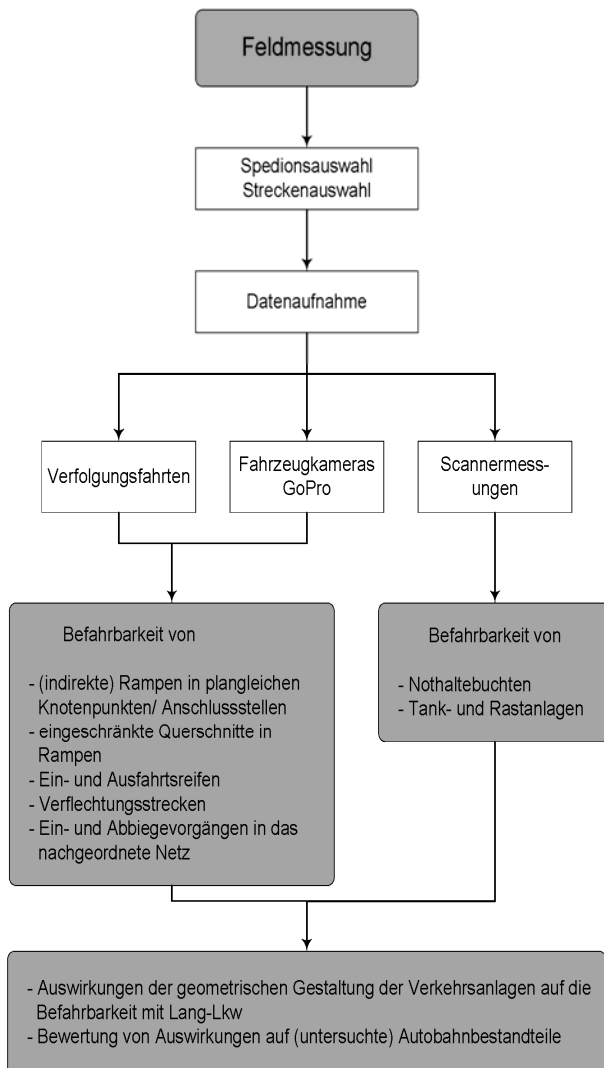 Feldmessung
Spedionsauswahl
Streckenauswahl
Datenaufnahme
Verfolgungsfahrten
Fahrzeugkameras
GoPro
Scannermess-
ungen
Befahrbarkeit von
- (indirekte) Rampen in plangleichen
Knotenpunkten/ Anschlussstellen
- eingeschränkte Querschnitte in
Rampen
- Ein- und Ausfahrtsreifen
- Verflechtungsstrecken
- Ein- und Abbiegevorgängen in das
nachgeordnete Netz
Befahrbarkeit von
- Nothaltebuchten
- Tank- und Rastanlagen
- Auswirkungen der geometrischen Gestaltung der Verkehrsanlagen auf die
Befahrbarkeit mit Lang-Lkw
- Bewertung von Auswirkungen auf (untersuchte) Autobahnbestandteile